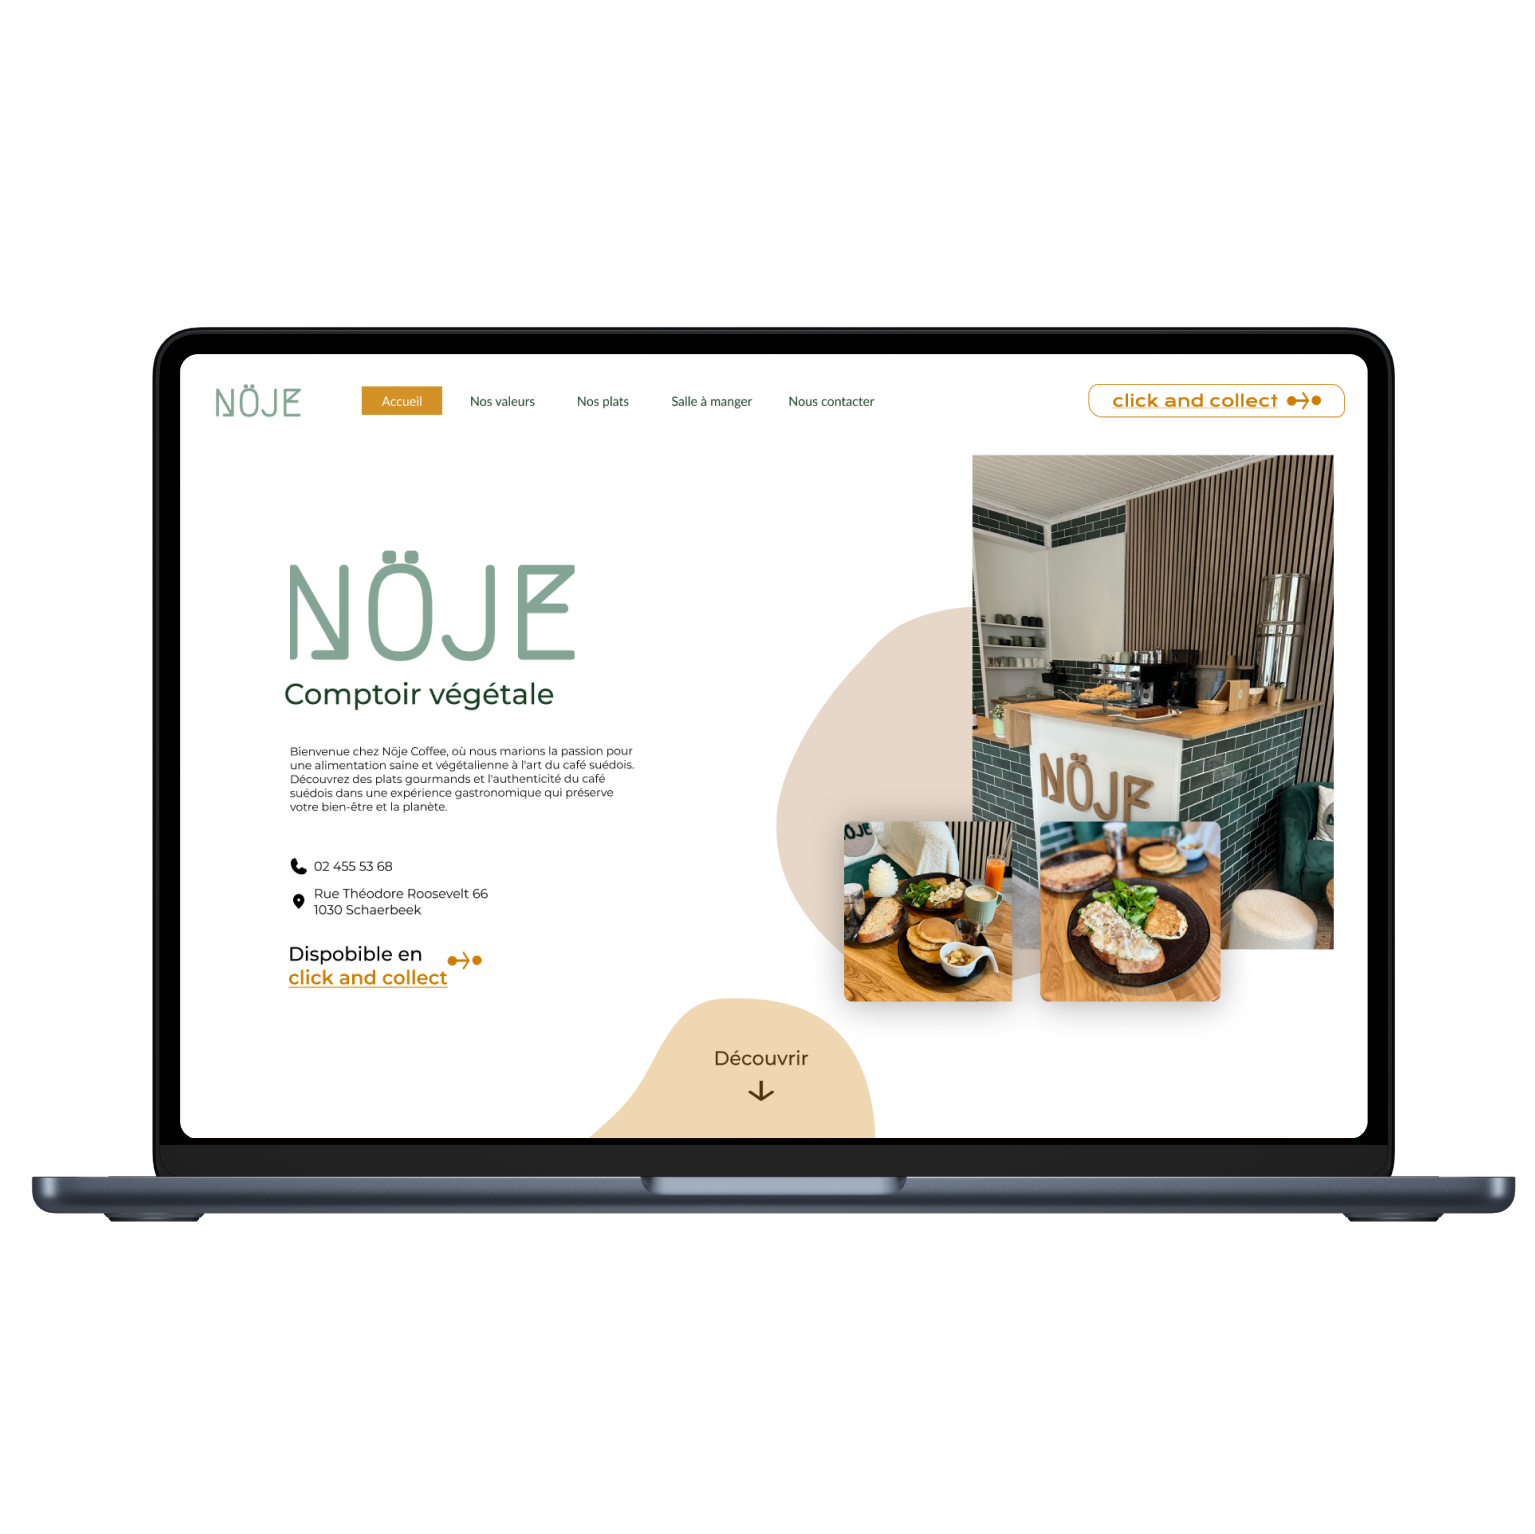 NÖJE
Accueil
Nos valeurs
Nos plats
Salle à manger
Nous contacter
click and collect
NÖJE
Comptoir végétale
Bienvenue chez Nöje Coffee, où nous marions la passion pour
une alimentation saine et végétalienne à l'art du café suédois.
Découvrez des plats gourmands et l'authenticité du café
suédois dans une expérience gastronomique qui préserve
votre bien-être et la planète.
02 455 53 68
Rue Théodore Roosevelt 66
1030 Schaerbeek
Dispobible en
click and collect
NÖJE
NÖJE
Découvrir